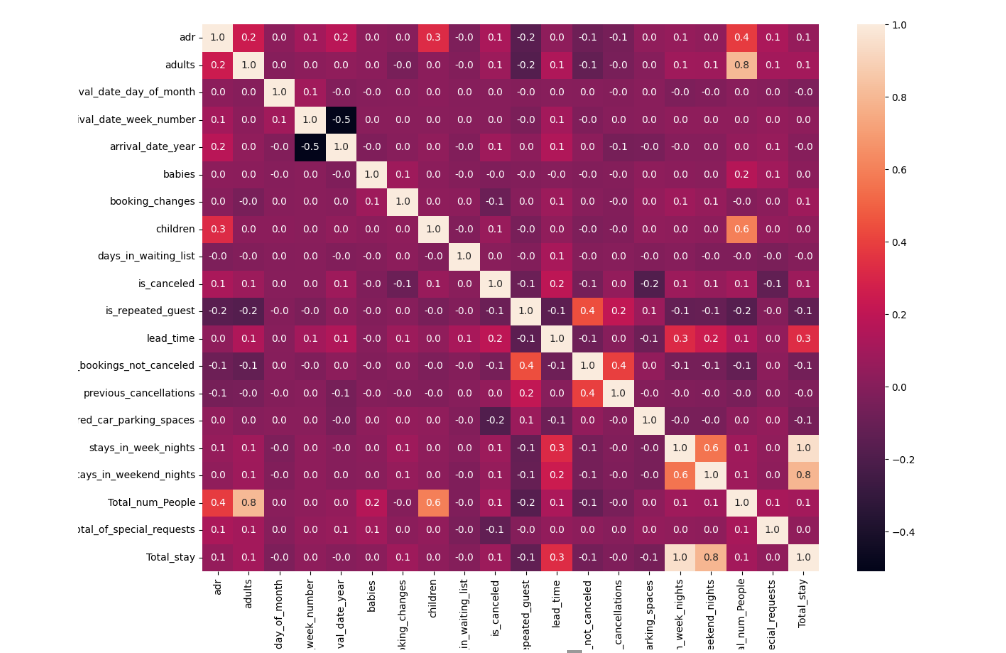 adr 1.0 0.2 0.0 0.1 0.2 0.0 0.0 0.3 -0.0 0.1 -0.2 0.0 -0.1 -0.1 0.0 0.1 0.0 0.4 0.1 0.1
adults 0.2 1.0 0.0 0.0 0.0 0.0 -0.0 0.0 -0.0 0.1 -0.2 0.1 -0.1 -0.0 0.0 0.1 0.1 0.8 0.1 0.1
val_date_day_of_month 0.0 0.0 1.0 0.1 -0.0 -0.0 0.0 0.0 0.0 -0.0 -0.0 0.0 -0.0 -0.0 0.0 -0.0 -0.0 0.0 0.0 -0.0
ival_date_week_number 0.1 0.0 0.1 1.0 -0.5 0.0 0.0 0.0 0.0 0.0 -0.0 0.1 -0.0 0.0 0.0 0.0 0.0 0.0 0.0 0.0
arrival_date_year 0.2 0.0 -0.0 -0.5 1.0 -0.0 0.0 0.0 -0.0 0.1 0.0 0.1 0.0 -0.1 -0.0 -0.0 0.0 0.0 0.1 -0.0
babies 0.0 0.0 -0.0 0.0 -0.0 1.0 0.1 0.0 -0.0 -0.0 -0.0 -0.0 -0.0 -0.0 0.0 0.0 0.0 0.2 0.1 0.0
booking_changes 0.0 -0.0 0.0 0.0 0.0 0.1 1.0 0.0 -0.0 -0.1 0.0 0.0 0.0 -0.0 0.0 0.1 0.1 -0.0 0.0 0.1
children 0.3 0.0 0.0 0.0 0.0 0.0 0.0 1.0 -0.0 0.1 -0.0 0.0 -0.0 -0.0 0.0 0.0 0.0 0.6 0.0 0.0
days_in_waiting_list -0.0 -0.0 0.0 0.0 -0.0 -0.0 -0.0 -0.0 1.0 0.0 -0.0 0.1 -0.0 -0.0 -0.0 -0.0 -0.0 -0.0 -0.0 -0.0
is_canceled 0.1 0.1 -0.0 0.0 0.1 -0.0 -0.1 0.1 0.0 1.0 -0.1 0.2 -0.1 0.0 -0.2 0.1 0.1 0.1 -0.1 0.1
is_repeated_guest -0.2 -0.2 -0.0 -0.0 0.0 -0.0 0.0 -0.0 -0.0 -0.1 1.0 -0.1 0.4 0.2 0.1 -0.1 -0.1 -0.2 -0.0 -0.1
lead_time 0.0 0.1 0.0 0.1 0.1 -0.0 0.0 0.0 0.1 0.2 -0.1 1.0 -0.1 0.0 -0.1 0.3 0.2 0.1 0.0 0.3
_bookings_not_canceled -0.1 -0.1 -0.0 -0.0 0.0 -0.0 0.0 -0.0 -0.0 -0.1 0.4 -0.1 1.0 0.4 0.0 -0.1 -0.1 -0.1 0.0 -0.1
previous_cancellations -0.1 -0.0 -0.0 0.0 -0.1 -0.0 -0.0 -0.0 -0.0 0.0 0.2 0.0 0.4 1.0 -0.0 -0.0 -0.0 -0.0 -0.0 -0.0
red_car_parking_spaces 0.0 0.0 0.0 0.0 -0.0 0.0 0.0 0.0 -0.0 -0.2 0.1 -0.1 0.0 -0.0 1.0 -0.0 -0.0 0.0 0.0 -0.1
stays_in_week_nights 0.1 0.1 -0.0 0.0 -0.0 0.0 0.1 0.0 -0.0 0.1 -0.1 0.3 -0.1 -0.0 -0.0 1.0 0.6 0.1 0.0 1.0
tays_in_weekend_nights 0.0 0.1 -0.0 0.0 0.0 0.0 0.1 0.0 -0.0 0.1 -0.1 0.2 -0.1 -0.0 -0.0 0.6 1.0 0.1 0.0 0.8
Total_num_People 0.4 0.8 0.0 0.0 0.0 0.2 -0.0 0.6 -0.0 0.1 -0.2 0.1 -0.1 -0.0 0.0 0.1 0.1 1.0 0.1 0.1
otal_of_special_requests 0.1 0.1 0.0 0.0 0.1 0.1 0.0 0.0 -0.0 -0.1 -0.0 0.0 0.0 -0.0 0.0 0.0 0.0 0.1 1.0 0.0
Total_stay 0.1 0.1 -0.0 0.0 -0.0 0.0 0.1 0.0 -0.0 0.1 -0.1 0.3 -0.1 -0.0 -0.1 1.0 0.8 0.1 0.0 1.0
adr
adults
day_of_month
_week_number
val_date_year
babies
oking_changes
children
in_waiting_list
is_canceled
epeated_guest
lead_time
_not_canceled
_cancellations
arking_spaces
n_week_nights
eekend_nights
al_num_People
ecial_requests
Total_stay
1.0
0.8
0.6
0.4
0.2
0.0
−0.2
−0.4